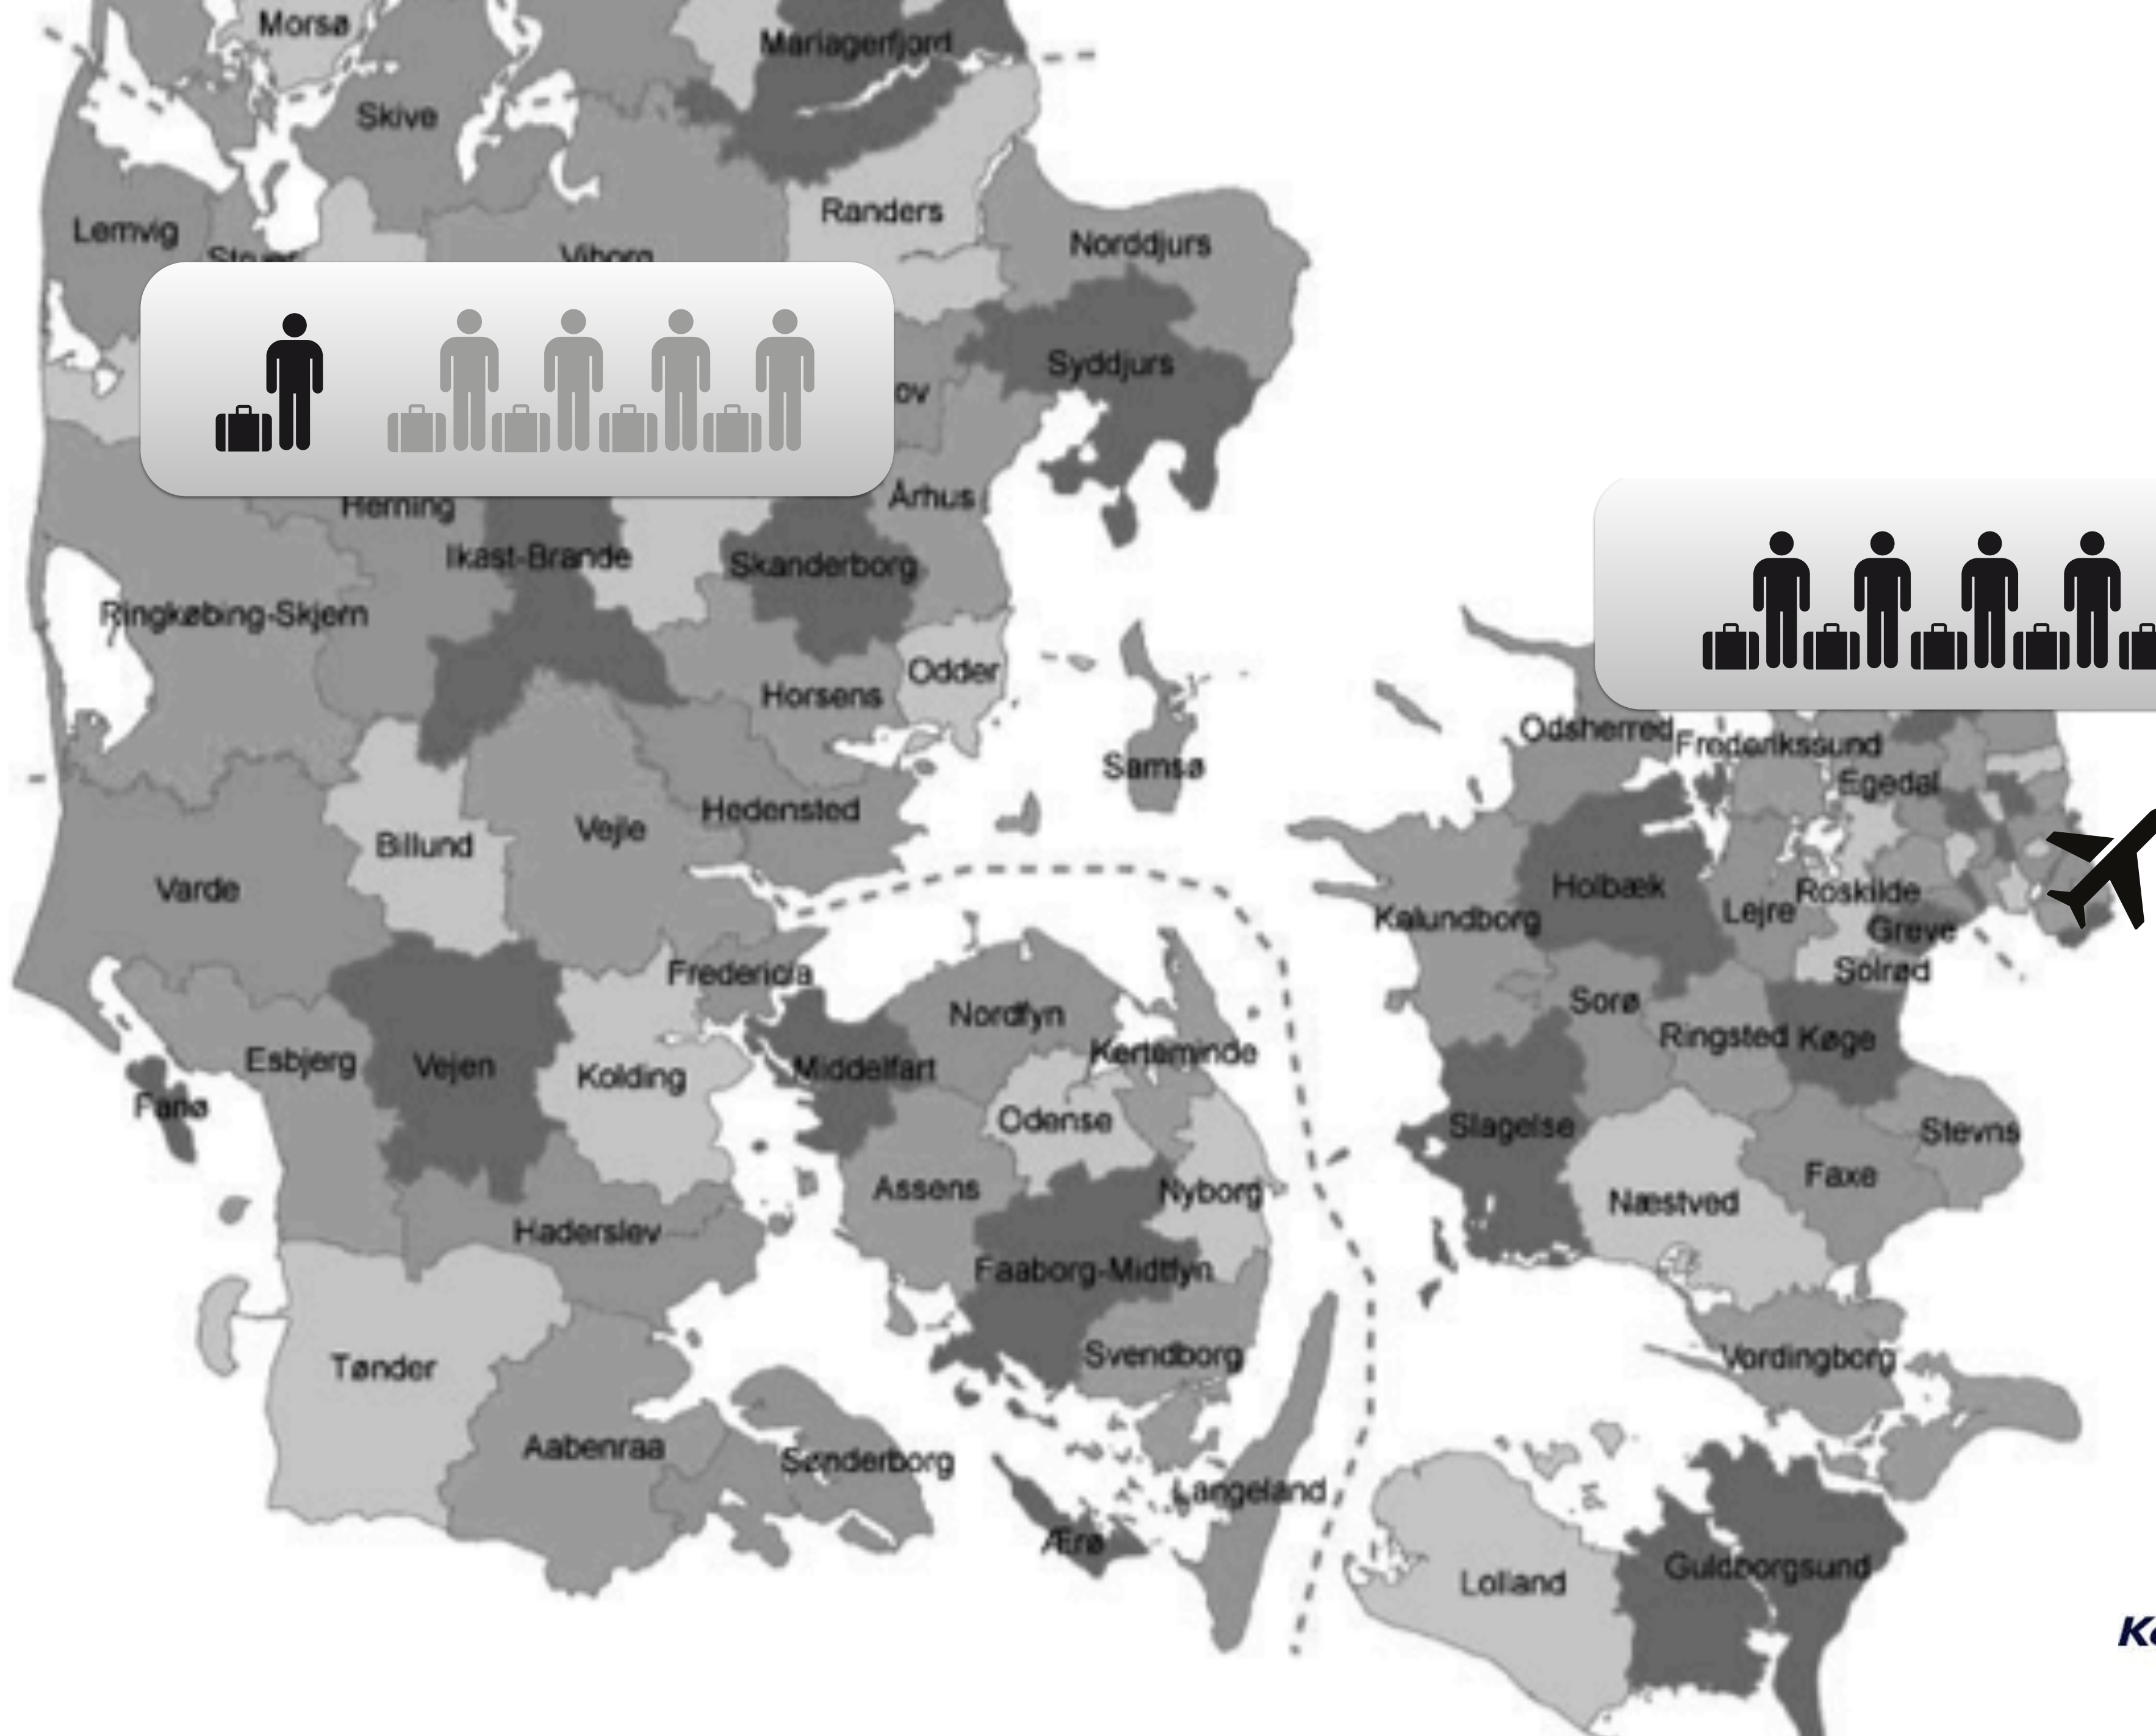 Morsø
Mariagerfjord
Skive
Randers
Lemvig
Norddjurs
Struer
Viborg
Syddjurs
ov
Århus
Herning
Ikast-Brande
Skanderborg
Ringkøbing-Skjern
Odder
Horsens
Odsherred
Frederikssund
Samsø
Egedal
Hedensted
Vejle
Billund
Varde
Holbæk
Roskilde
Lejre
Kalundborg
Greve
Solrød
Fredericia
Sorø
Nordfyn
Ringsted
Køge
Kerteminde
Esbjerg
Vejen
Middelfart
Kolding
Fanø
Odense
Slagelse
Stevns
Faxe
Assens
Nyborg
Næstved
Haderslev
Faaborg-Midtfyn
Svendborg
Vordingborg
Tønder
Aabenraa
Sønderborg
Langeland
Ærø
Guldborgsund
Lolland